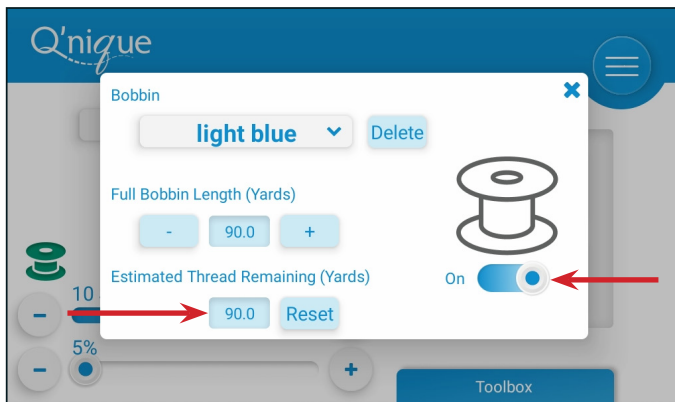 Q'nique
Bobbin
light blue
Delete
Full Bobbin Length (Yards)
-
90.0
+
Estimated Thread Remaining (Yards)
On
10
-
90.0
Reset
5%
-
+
Toolbox